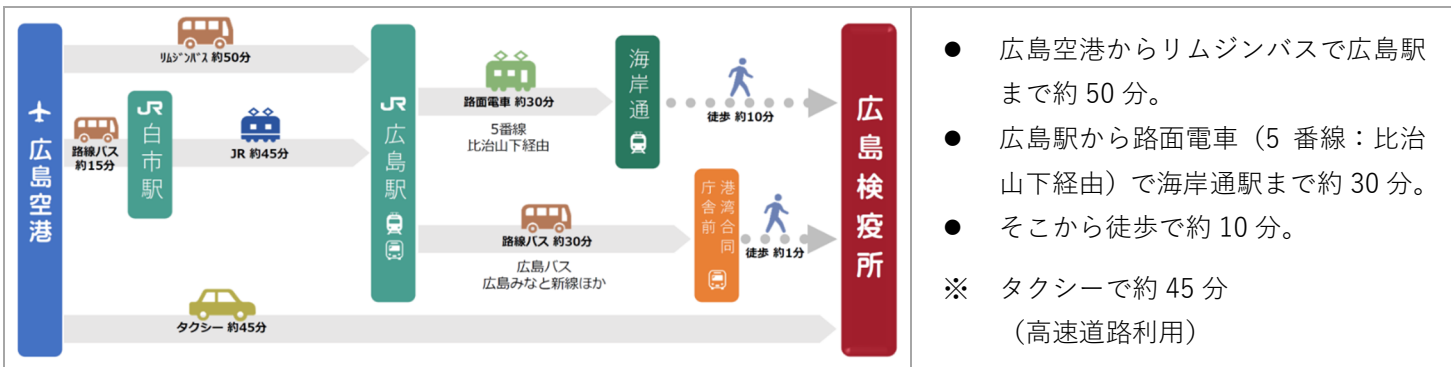 広島空港
リムジンバス 約50分
路線バス
約15分
JR
白市駅
JR 約45分
タクシー 約45分
JR
広島駅
路面電車 約30分
5番線
比治山下経由
海岸通
徒歩 約10分
路線バス 約30分
広島バス
広島みなと新線ほか
港湾合同
庁舎前
徒歩 約1分
広島検疫所
● 広島空港からリムジンバスで広島駅
まで約 50 分。
● 広島駅から路面電車（5 番線：比治
山下経由）で海岸通駅まで約 30 分。
● そこから徒歩で約 10 分。
※ タクシーで約 45 分
（高速道路利用）